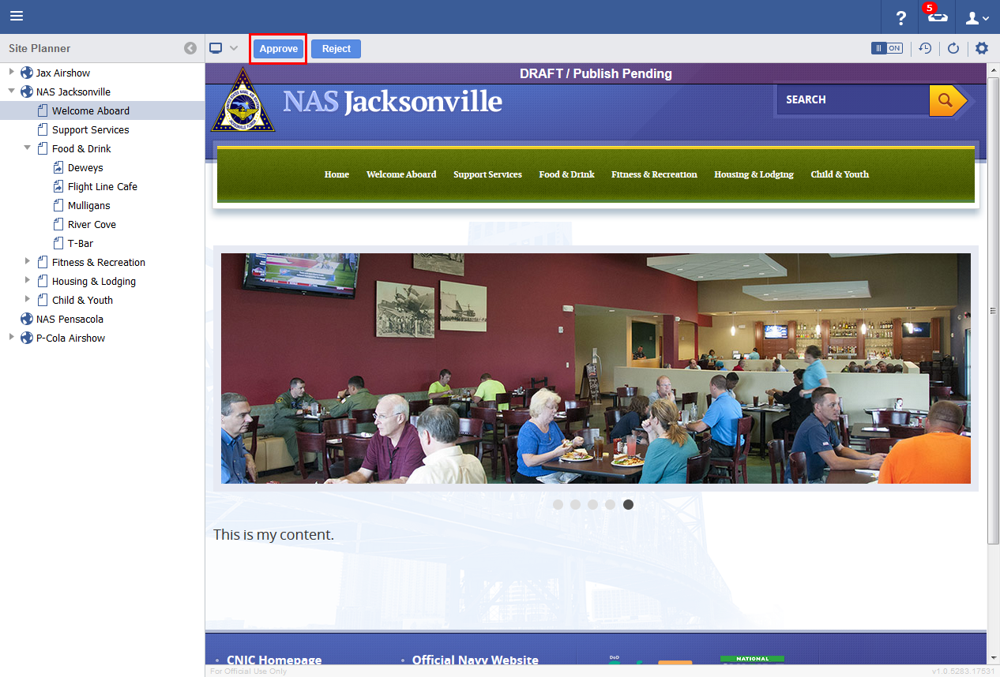 ?
5
Site Planner
Approve
Reject
ON
Jax Airshow
NAS Jacksonville
Welcome Aboard
Support Services
Food & Drink
Deweys
Flight Line Cafe
Mulligans
River Cove
T-Bar
Fitness & Recreation
Housing & Lodging
Child & Youth
NAS Pensacola
P-Cola Airshow
DRAFT / Publish Pending
NAS Jacksonville
SEARCH
Home Welcome Aboard Support Services Food & Drink Fitness & Recreation Housing & Lodging Child & Youth
This is my content.
CNIC Homepage
Official Navy Website
DoD
NATIONAL
For Official Use Only
v1.0.5283.17531